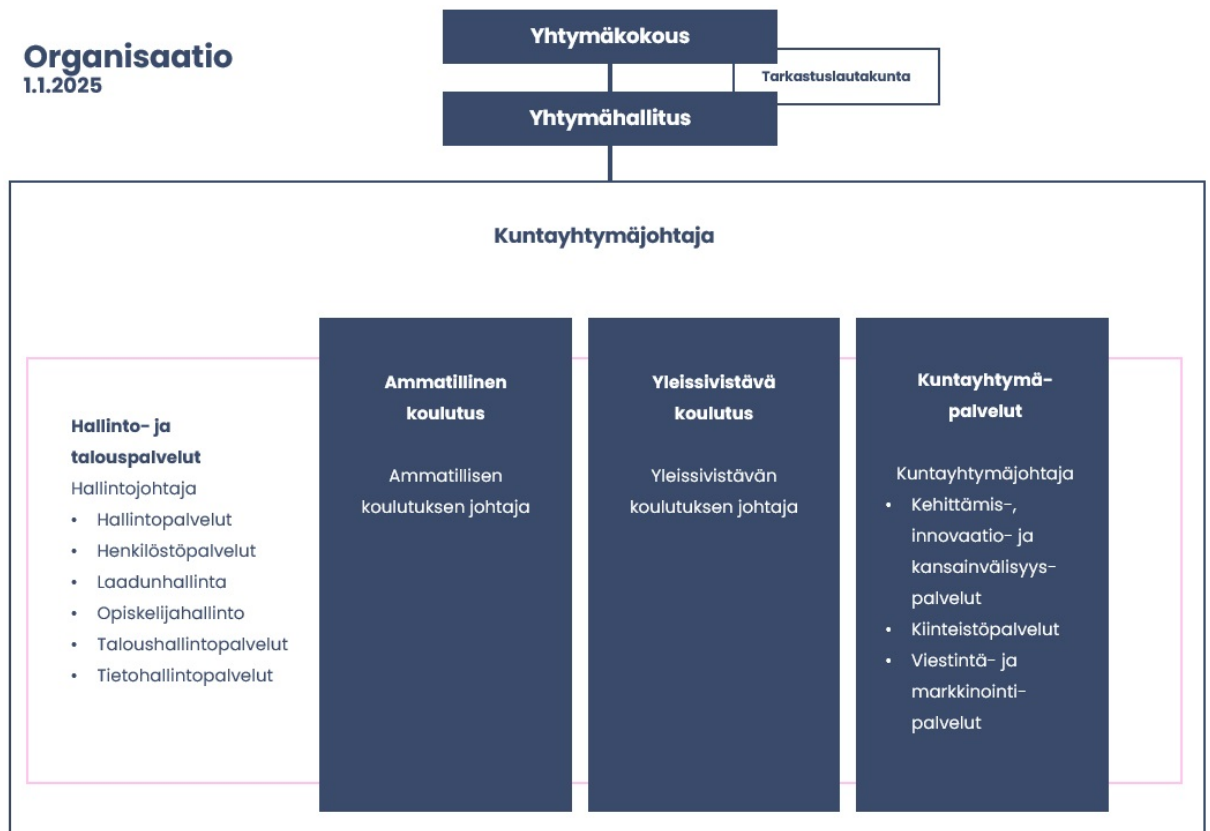 Organisaatio
1.1.2025
Yhtymäkokous
Tarkastuslautakunta
Yhtymähallitus
Kuntayhtymäjohtaja
Hallinto- ja
talouspalvelut
Hallintojohtaja
• Hallintopalvelut
• Henkilöstöpalvelut
• Laadunhallinta
• Opiskelijahallinto
• Taloushallintopalvelut
• Tietohallintopalvelut
Ammatillinen
koulutus
Ammatillisen
koulutuksen johtaja
Yleissivistävä
koulutus
Yleissivistävän
koulutuksen johtaja
Kuntayhtymä-
palvelut
Kuntayhtymäjohtaja
• Kehittämis-,
innovaatio- ja
kansainvälisyys-
palvelut
• Kiinteistöpalvelut
• Viestintä- ja
markkinointi-
palvelut